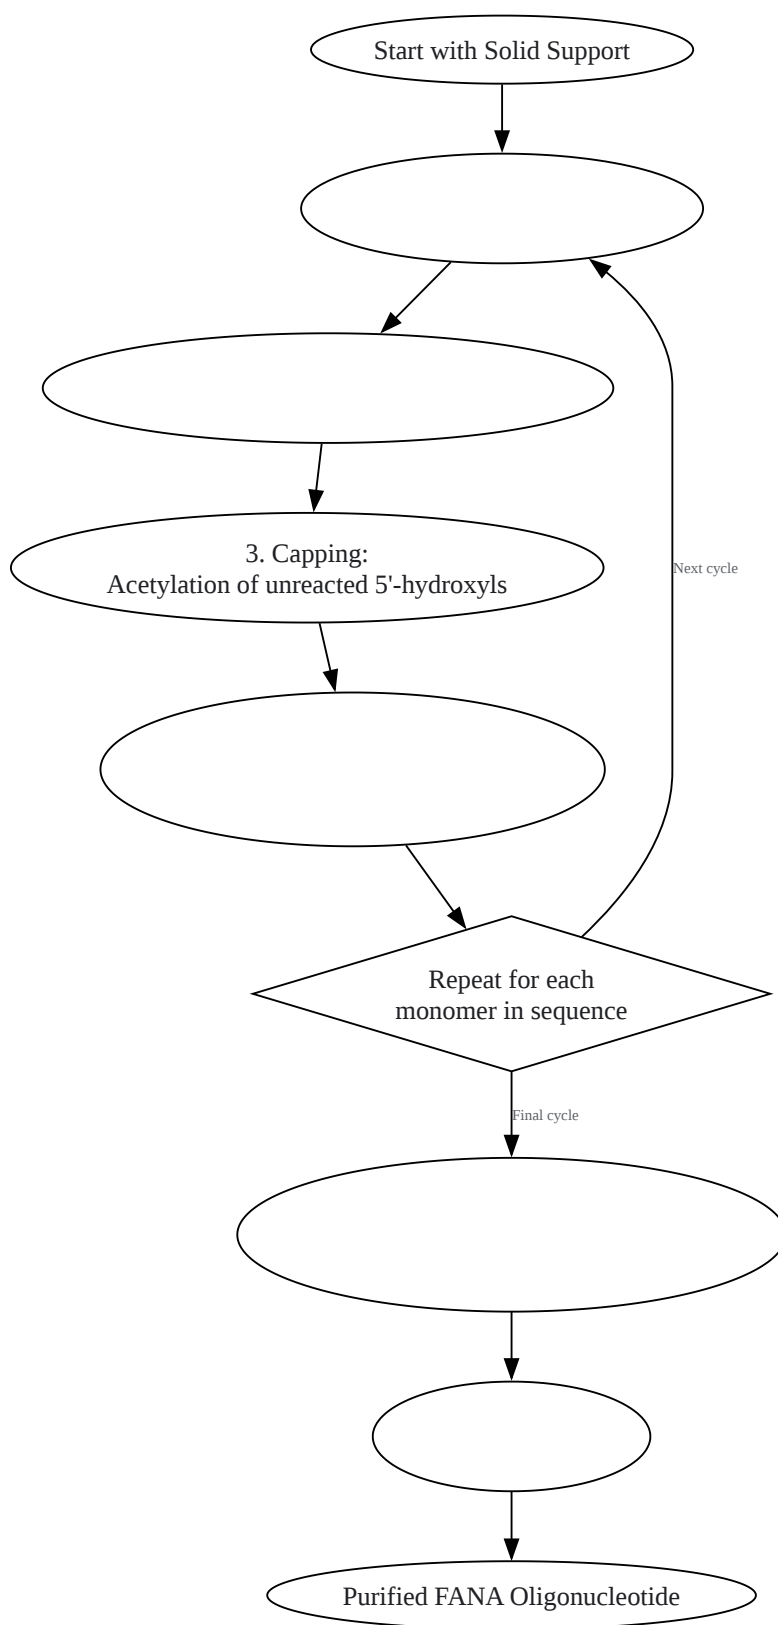 Start with Solid Support
3. Capping:
Acetylation of unreacted 5'-hydroxyls
Next cycle
Repeat for each
monomer in sequence
Final cycle
Purified FANA Oligonucleotide